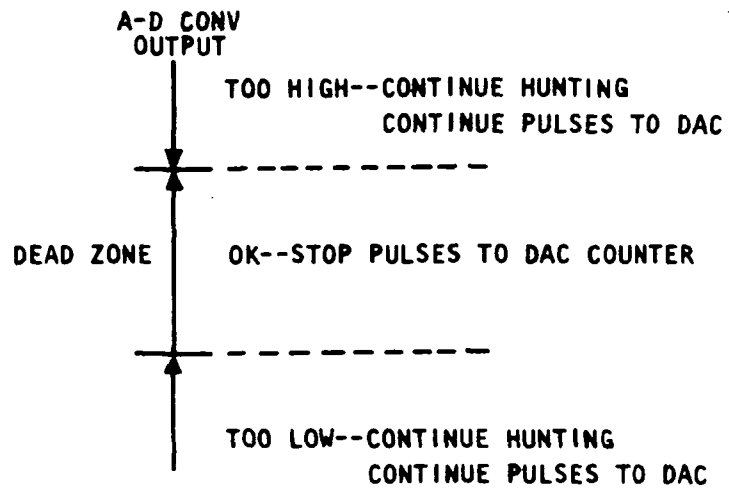 A-D CONV
OUTPUT
TOO HIGH--CONTINUE HUNTING
CONTINUE PULSES TO DAC
DEAD ZONE
OK--STOP PULSES TO DAC COUNTER
TOO LOW--CONTINUE HUNTING
CONTINUE PULSES TO DAC